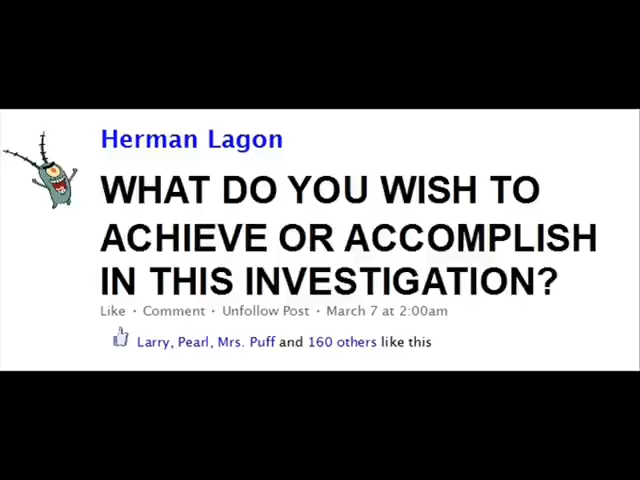 Herman Lagon
WHAT DO YOU WISH TO
ACHIEVE OR ACCOMPLISH
IN THIS INVESTIGATION?
Like · Comment · Unfollow Post · March 7 at 2:00am
Larry, Pearl, Mrs. Puff and 160 others like this